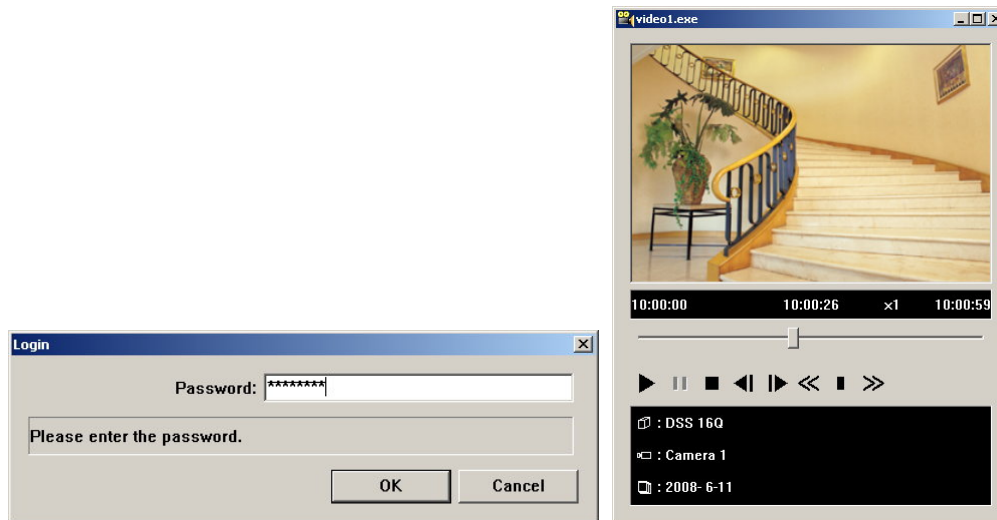 Login
Password: ********
Please enter the password.
OK Cancel
video1.exe
10:00:00 10:00:26 ×1 10:00:59
: DSS 16Q
: Camera 1
: 2008- 6-11